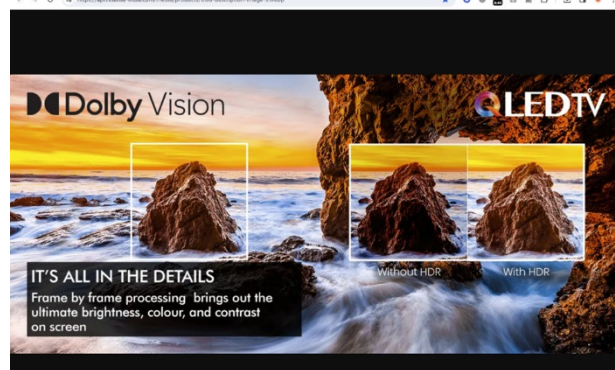 Dolby Vision
QLEDTV
Without HDR
With HDR
IT'S ALL IN THE DETAILS
Frame by frame processing brings out the
ultimate brightness, colour, and contrast
on screen